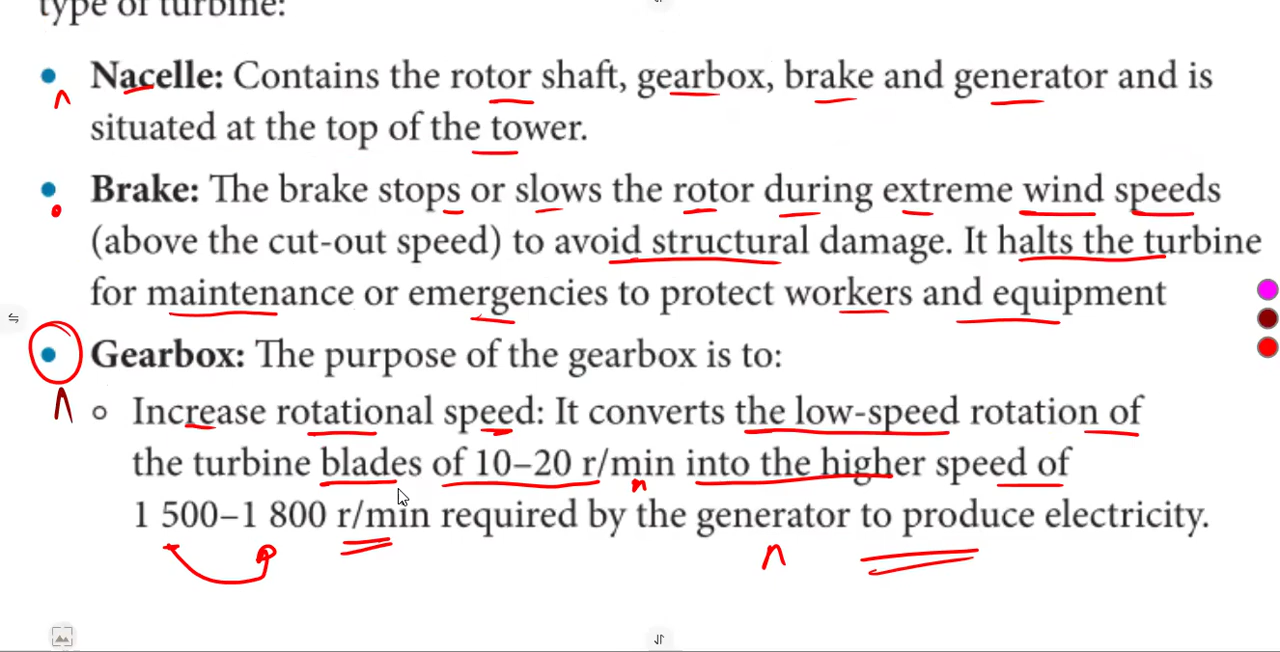 type of turbine:
• Nacelle: Contains the rotor shaft, gearbox, brake and generator and is
situated at the top of the tower.
• Brake: The brake stops or slows the rotor during extreme wind speeds
(above the cut-out speed) to avoid structural damage. It halts the turbine
for maintenance or emergencies to protect workers and equipment
• Gearbox: The purpose of the gearbox is to:
○ Increase rotational speed: It converts the low-speed rotation of
the turbine blades of 10–20 r/min into the higher speed of
1 500–1 800 r/min required by the generator to produce electricity.